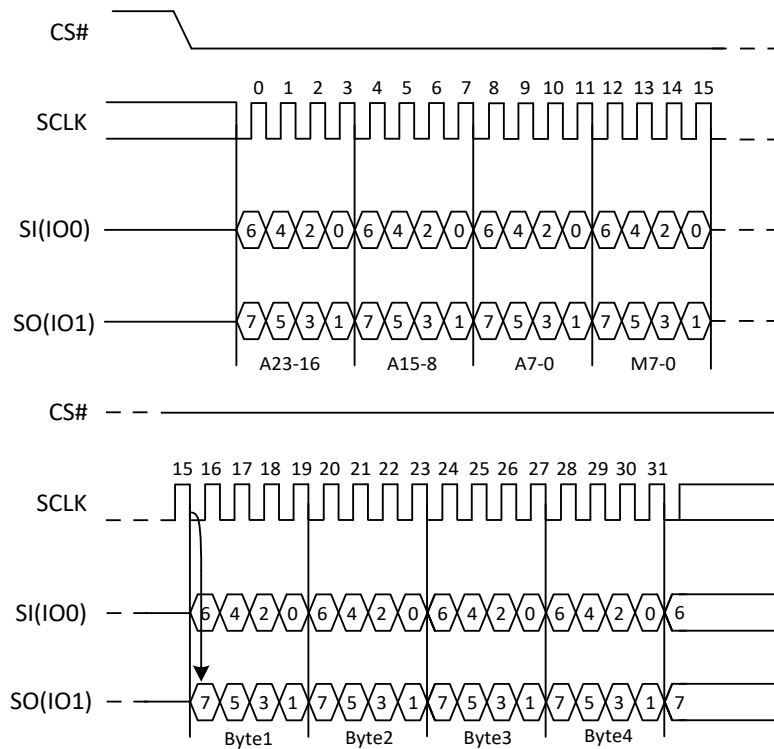 CS#
0 1 2 3 4 5 6 7 8 9 10 11 12 13 14 15
SCLK
SI(IO0) 6 4 2 0 6 4 2 0 6 4 2 0 6 4 2 0
SO(IO1) 7 5 3 1 7 5 3 1 7 5 3 1 7 5 3 1
A23-16 A15-8 A7-0 M7-0
CS#
15 16 17 18 19 20 21 22 23 24 25 26 27 28 29 30 31
SCLK
SI(IO0) 6 4 2 0 6 4 2 0 6 4 2 0 6 4 2 0 6
SO(IO1) 7 5 3 1 7 5 3 1 7 5 3 1 7 5 3 1 7
Byte1 Byte2 Byte3 Byte4